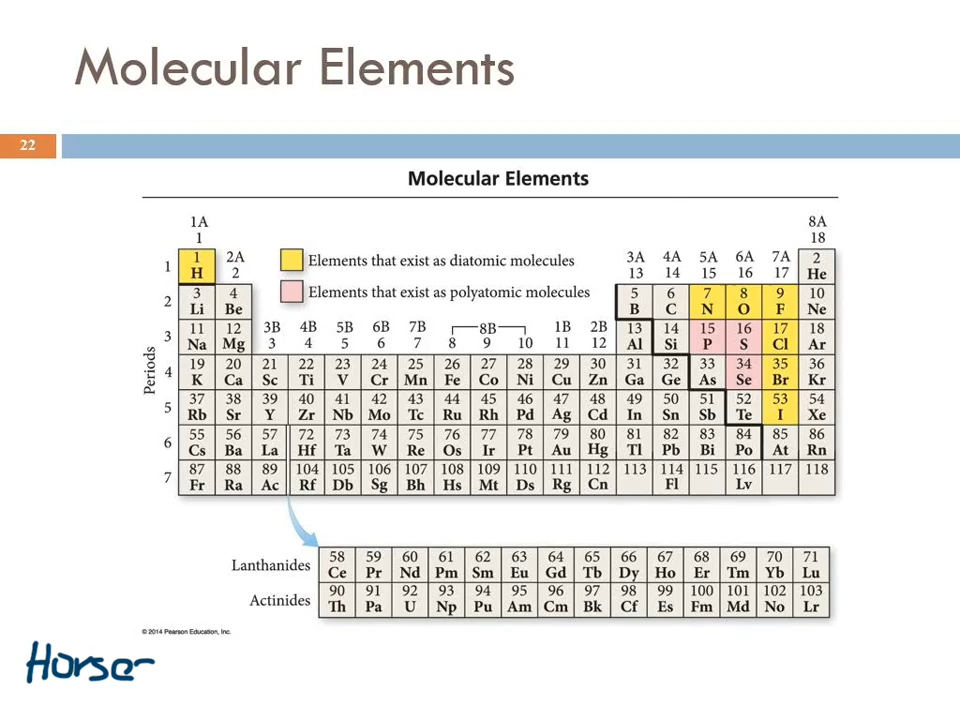 Molecular Elements
22
Molecular Elements
1A 8A
1 18
1 2A Elements that exist as diatomic molecules 3A 4A 5A 6A 7A 2
1 H 2 13 14 15 16 17 He
3 4 Elements that exist as polyatomic molecules 5 6 7 8 9 10
2 Li Be B C N O F Ne
11 12 3B 4B 5B 6B 7B 8B 1B 2B 13 14 15 16 17 18
3 Na Mg 3 4 5 6 7 8 9 10 11 12 Al Si P S Cl Ar
19 20 21 22 23 24 25 26 27 28 29 30 31 32 33 34 35 36
4 K Ca Sc Ti V Cr Mn Fe Co Ni Cu Zn Ga Ge As Se Br Kr
37 38 39 40 41 42 43 44 45 46 47 48 49 50 51 52 53 54
5 Rb Sr Y Zr Nb Mo Tc Ru Rh Pd Ag Cd In Sn Sb Te I Xe
55 56 57 72 73 74 75 76 77 78 79 80 81 82 83 84 85 86
6 Cs Ba La Hf Ta W Re Os Ir Pt Au Hg Tl Pb Bi Po At Rn
87 88 89 104 105 106 107 108 109 110 111 112 113 114 115 116 117 118
7 Fr Ra Ac Rf Db Sg Bh Hs Mt Ds Rg Cn Fl Lv
Periods
58 59 60 61 62 63 64 65 66 67 68 69 70 71
Lanthanides Ce Pr Nd Pm Sm Eu Gd Tb Dy Ho Er Tm Yb Lu
90 91 92 93 94 95 96 97 98 99 100 101 102 103
Actinides Th Pa U Np Pu Am Cm Bk Cf Es Fm Md No Lr
© 2014 Pearson Education, Inc.